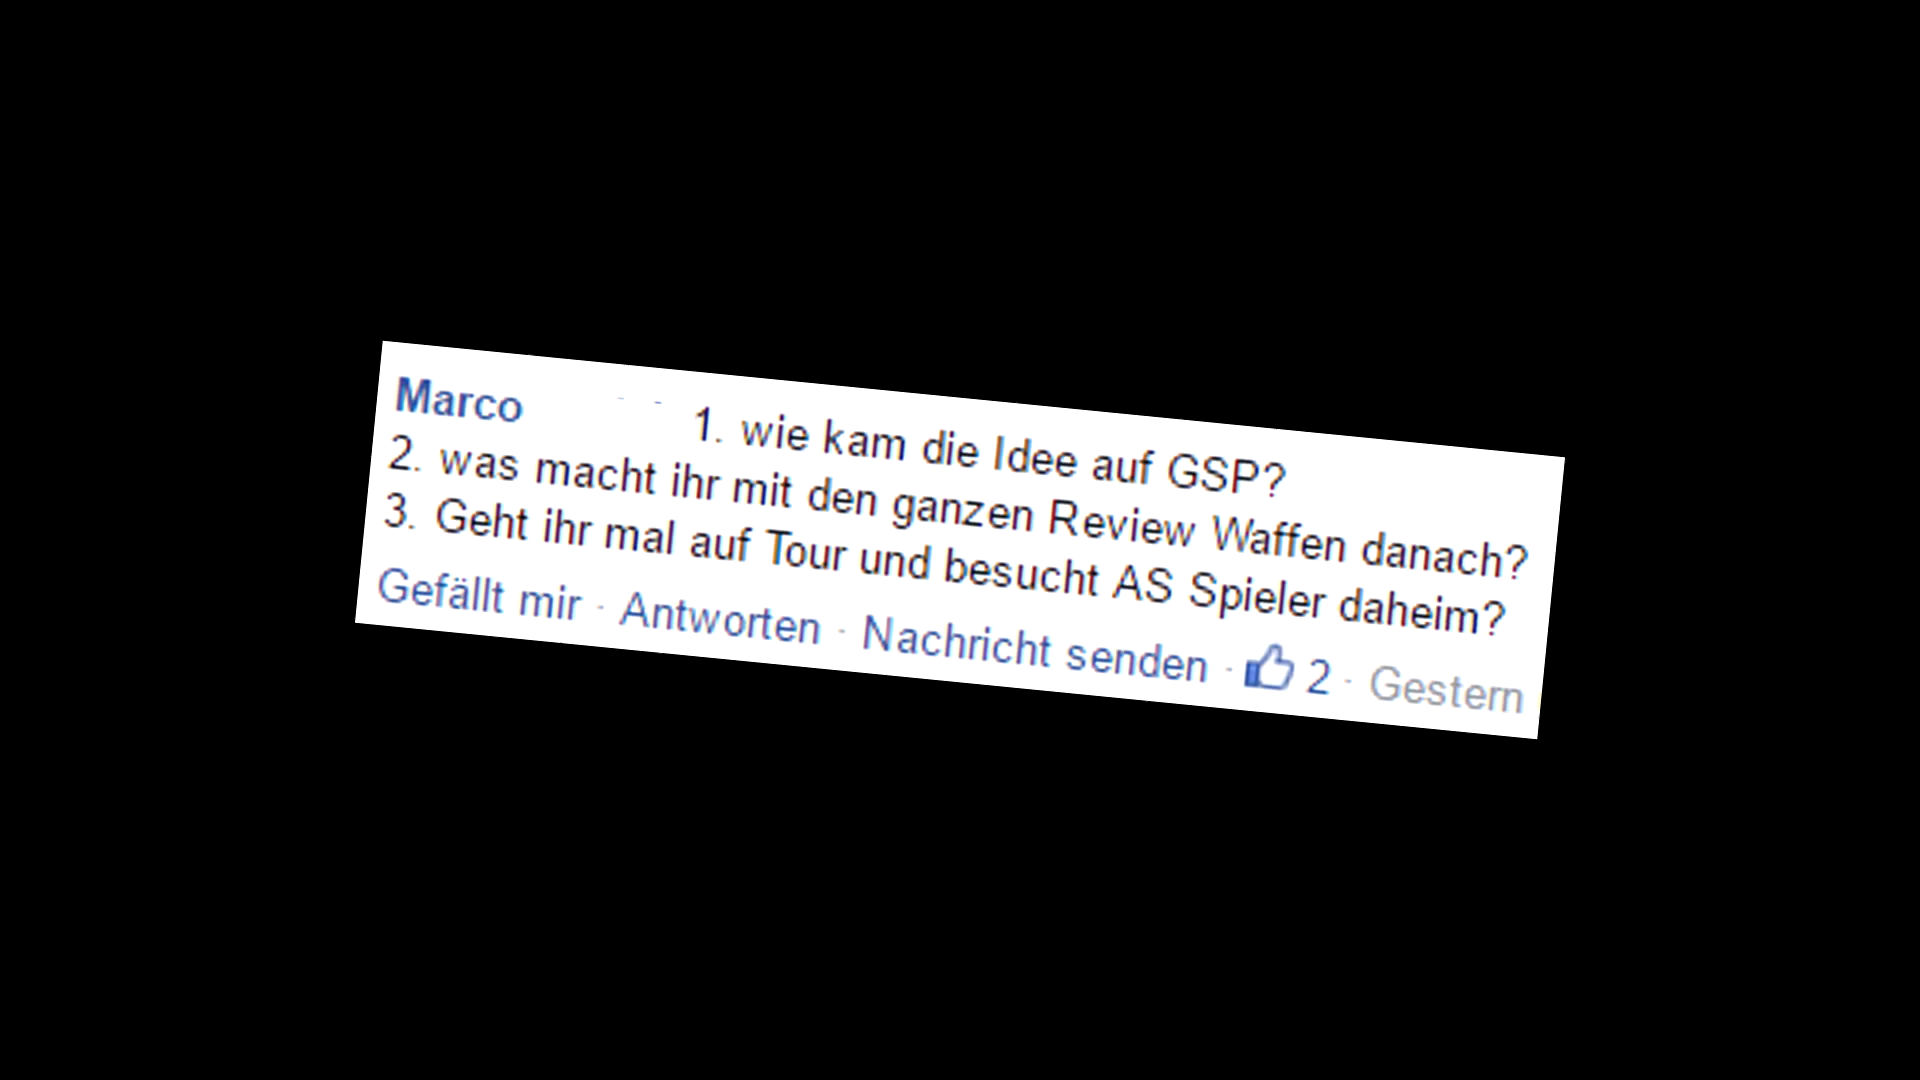 Marco 1. wie kam die Idee auf GSP?
2. was macht ihr mit den ganzen Review Waffen danach?
3. Geht ihr mal auf Tour und besucht AS Spieler daheim?
Gefällt mir · Antworten · Nachricht senden · 2 · Gestern